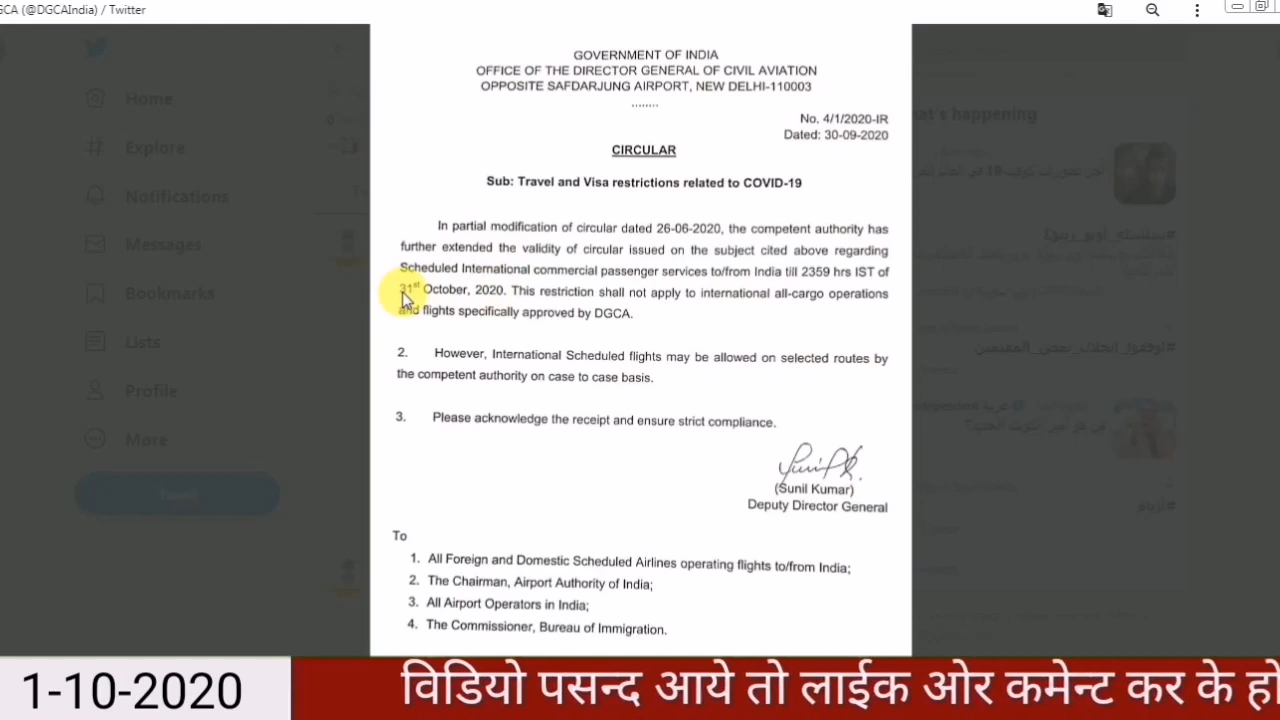 GCA (@DGCAIndia) / Twitter
GOVERNMENT OF INDIA
OFFICE OF THE DIRECTOR GENERAL OF CIVIL AVIATION
OPPOSITE SAFDARJUNG AIRPORT, NEW DELHI-110003
........
No. 4/1/2020-IR
Dated: 30-09-2020
CIRCULAR
Sub: Travel and Visa restrictions related to COVID-19
In partial modification of circular dated 26-06-2020, the competent authority has
further extended the validity of circular issued on the subject cited above regarding
Scheduled International commercial passenger services to/from India till 2359 hrs IST of
31st October, 2020. This restriction shall not apply to international all-cargo operations
and flights specifically approved by DGCA.
2. However, International Scheduled flights may be allowed on selected routes by
the competent authority on case to case basis.
3. Please acknowledge the receipt and ensure strict compliance.
(Sunil Kumar)
Deputy Director General
To
1. All Foreign and Domestic Scheduled Airlines operating flights to/from India;
2. The Chairman, Airport Authority of India;
3. All Airport Operators in India;
4. The Commissioner, Bureau of Immigration.
Home
Explore
Notifications
Messages
Bookmarks
Lists
Profile
More
Tweet
at's happening
1-10-2020
विडियो पसन्द आये तो लाईक ओर कमेन्ट कर के हो